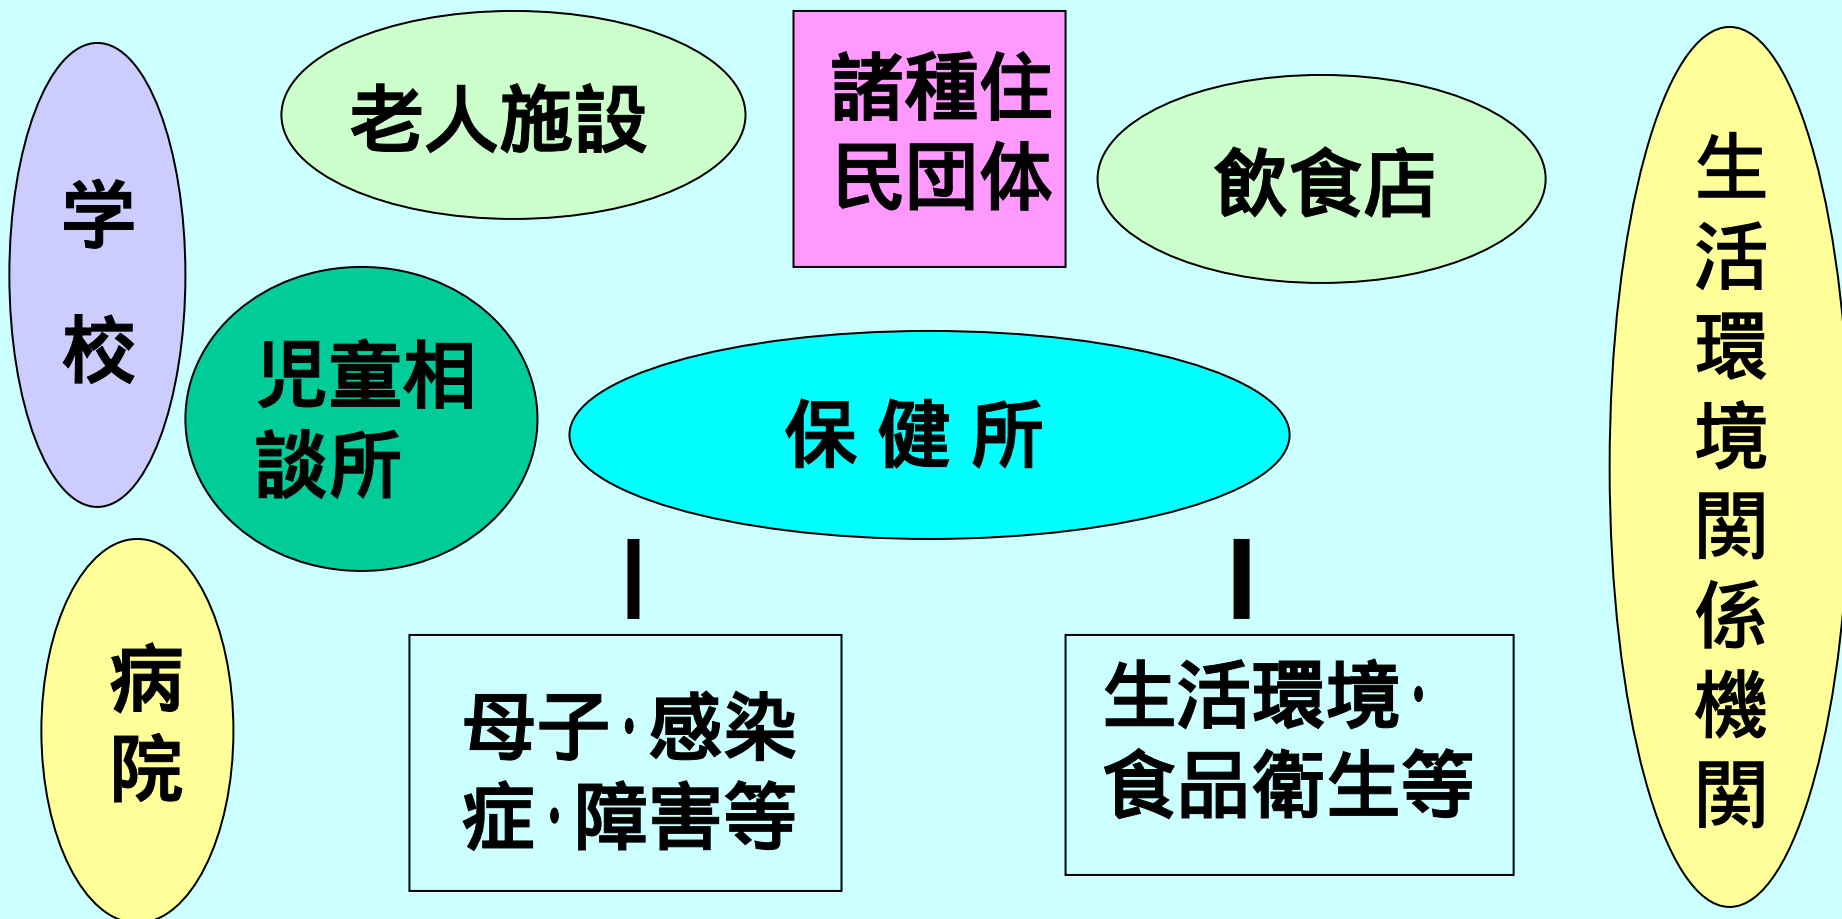 学
校
老人施設
諸種住
民団体
飲食店
生活環境関係機関
児童相
談所
保 健 所
病
院
母子・感染
症・障害等
生活環境・
食品衛生等